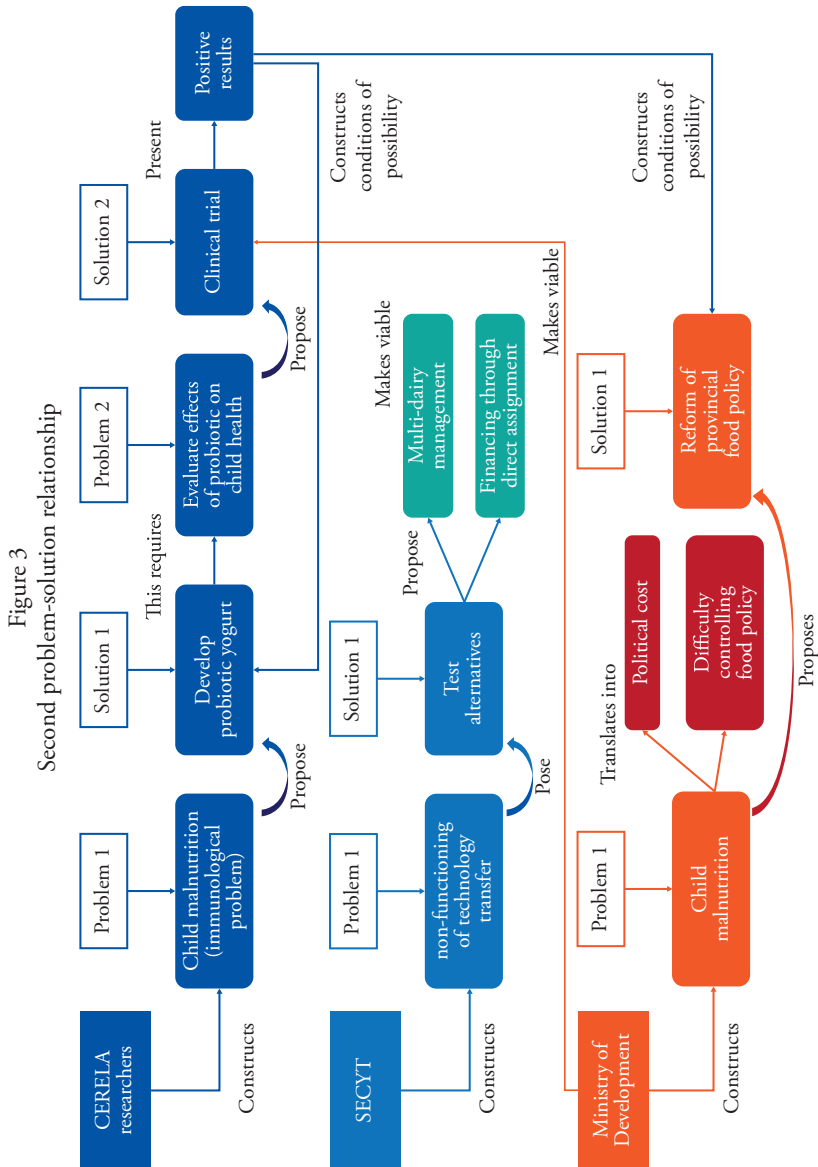 Figure 3
Second problem-solution relationship
CERELA
researchers
Constructs
Problem 1
Child malnutrition
(immunological
problem)
Propose
Solution 1
Develop
probiotic yogurt
This requires
Problem 2
Evaluate effects
of probiotic on
child health
Propose
Solution 2
Clinical trial
Present
Positive
results
Constructs
conditions of
possibility
SECYT
Constructs
Problem 1
non-functioning
of technology
transfer
Pose
Solution 1
Test
alternatives
Propose
Multi-dairy
management
Financing through
direct assignment
Makes viable
Makes viable
Ministry of
Development
Constructs
Problem 1
Child
malnutrition
Translates into
Political cost
Difficulty
controlling
food policy
Proposes
Solution 1
Reform of
provincial
food policy
Constructs
conditions of
possibility